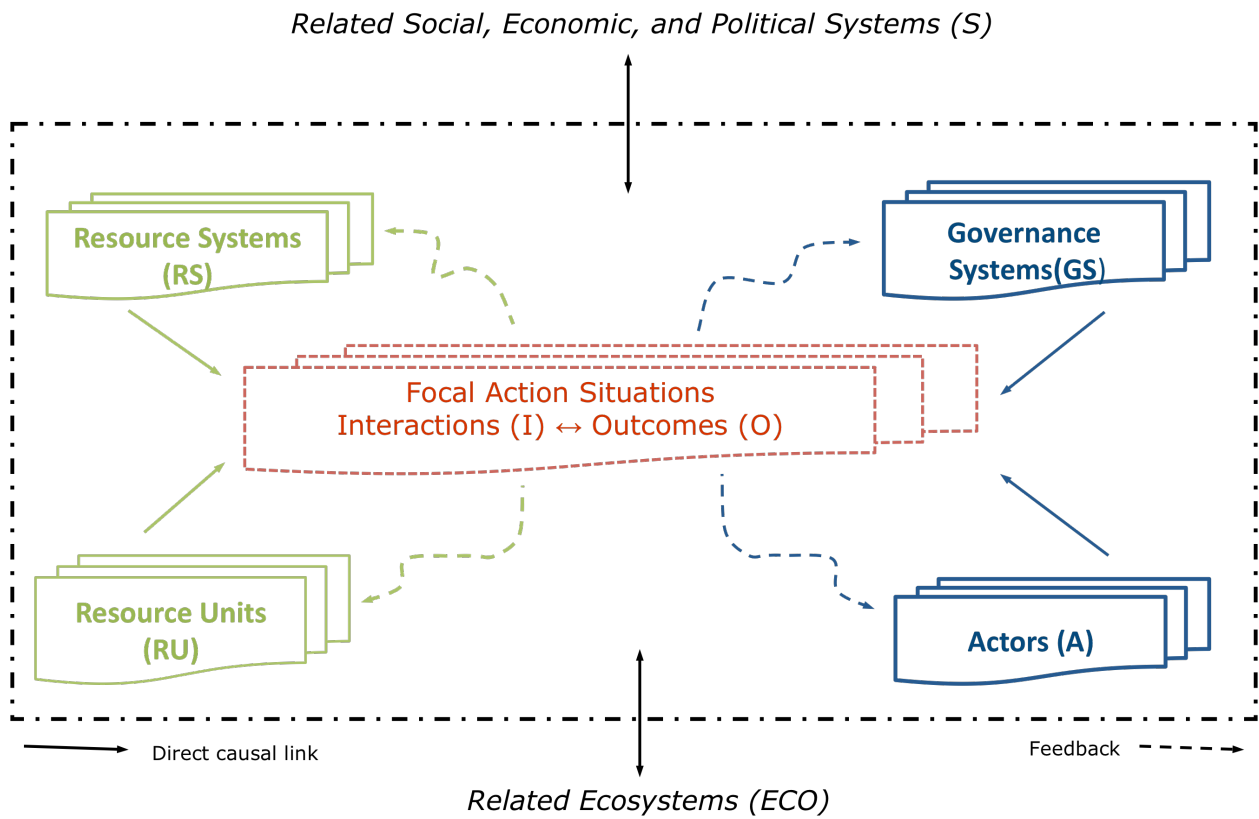 Related Social, Economic, and Political Systems (S)
Resource Systems
(RS)
Governance
Systems(GS)
Focal Action Situations
Interactions (I) ↔ Outcomes (O)
Resource Units
(RU)
Actors (A)
Direct causal link
Feedback
Related Ecosystems (ECO)